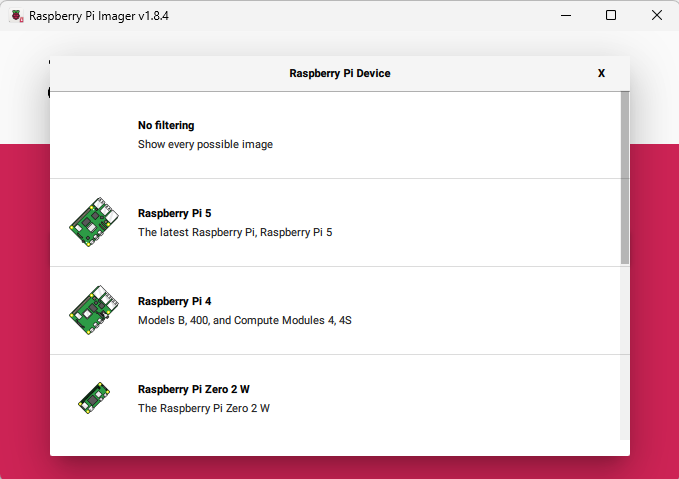 Raspberry Pi Imager v1.8.4
Raspberry Pi Device
X
No filtering
Show every possible image
Raspberry Pi 5
The latest Raspberry Pi, Raspberry Pi 5
Raspberry Pi 4
Models B, 400, and Compute Modules 4, 4S
Raspberry Pi Zero 2 W
The Raspberry Pi Zero 2 W